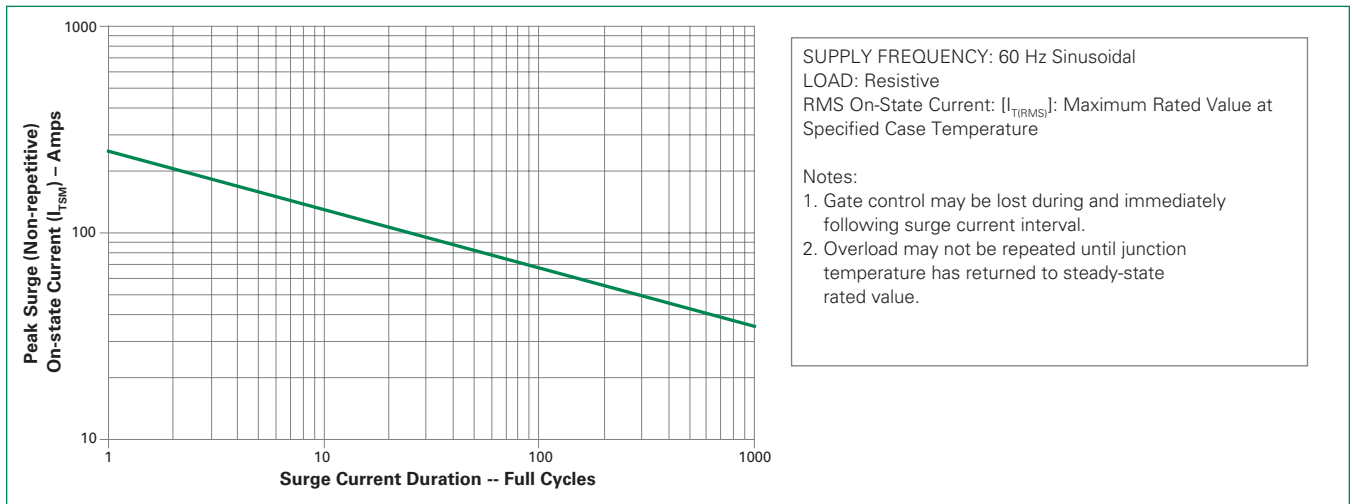 1000
100
10
1
10
100
1000
Peak Surge (Non-repetitive)
On-state Current (I_TSM) – Amps
Surge Current Duration -- Full Cycles
SUPPLY FREQUENCY: 60 Hz Sinusoidal
LOAD: Resistive
RMS On-State Current: [I_T(RMS)]: Maximum Rated Value at
Specified Case Temperature
Notes:
1. Gate control may be lost during and immediately
following surge current interval.
2. Overload may not be repeated until junction
temperature has returned to steady-state
rated value.